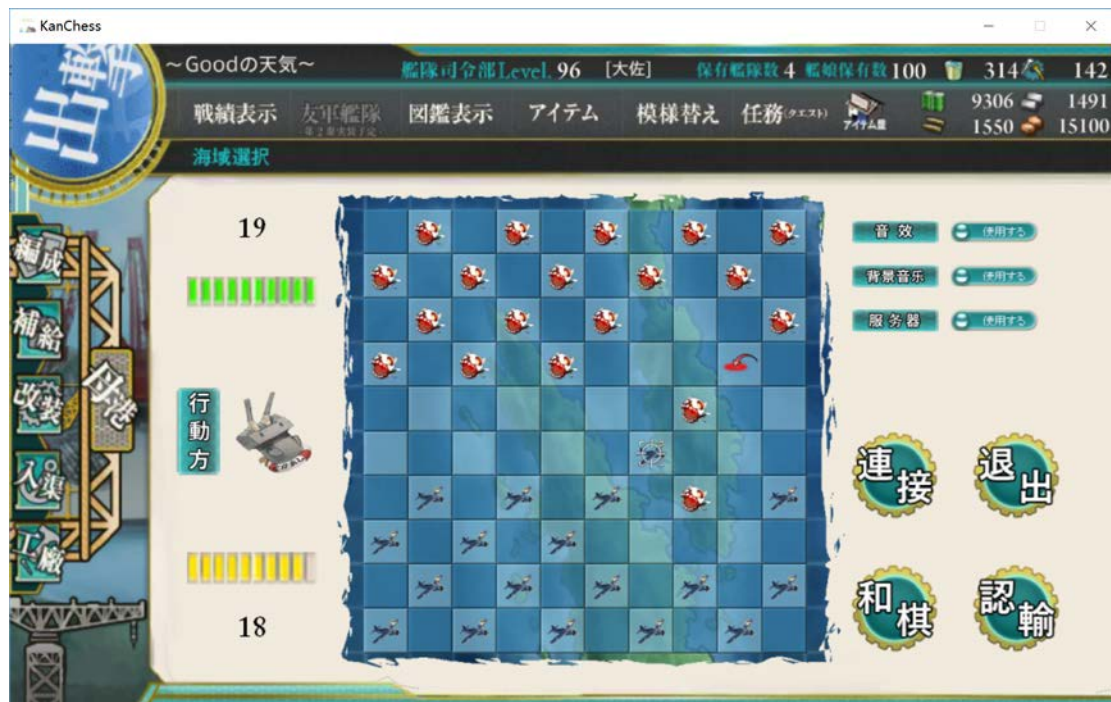 KanChess
出撃
~Goodの天気~
艦隊司令部Level. 96 [大佐] 保有艦隊数 4 艦娘保有数 100 314 142
戦績表示 友軍艦隊 図鑑表示 アイテム 模様替え 任務(クエスト) アイテム屋 9306 1491
1550 15100
海域選択
編成
補給
改装
入渠
工廠
母港
19
行動方
18
音效 使用する
背景音乐 使用する
服务器 使用する
連接
退出
和棋
認輸